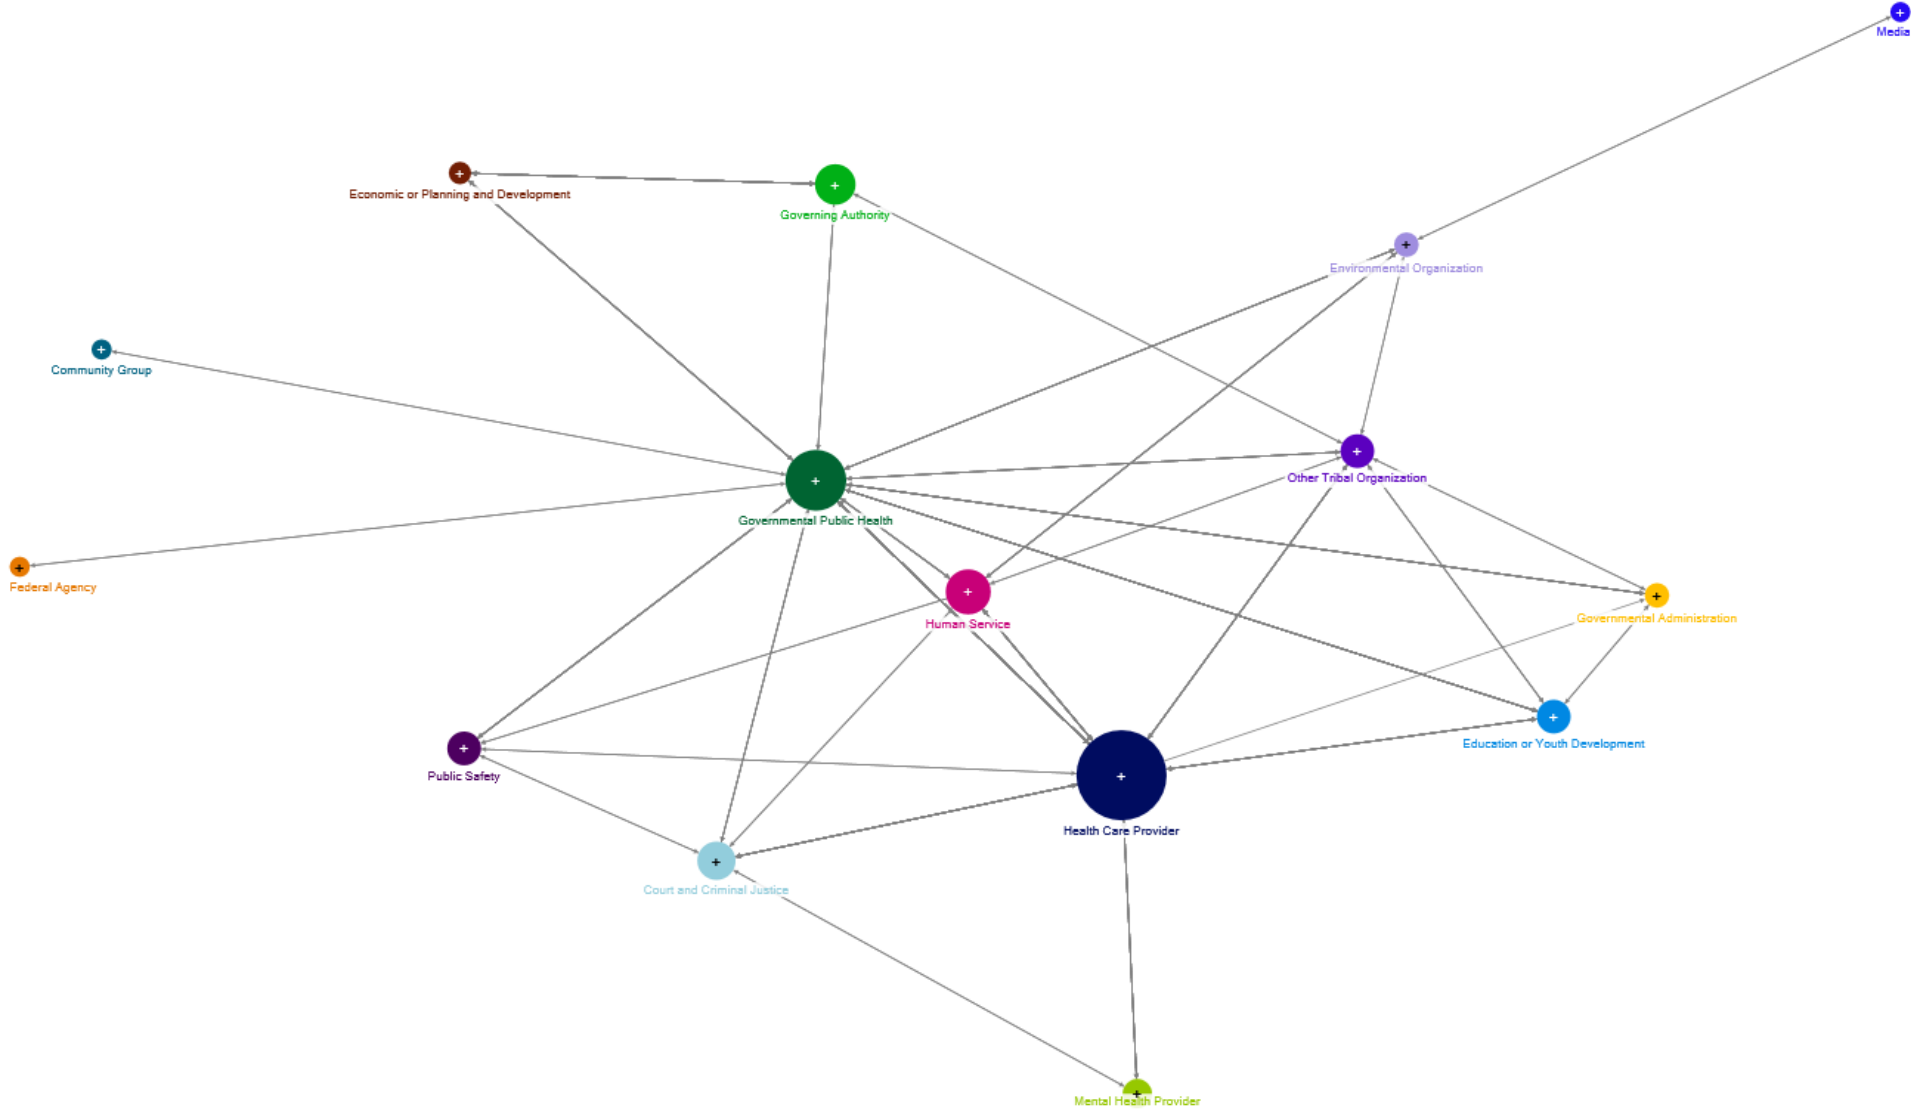 +
Media
+
Economic or Planning and Development
+
Governing Authority
+
Environmental Organization
+
Community Group
+
Other Tribal Organization
+
Governmental Public Health
+
Federal Agency
+
Human Service
+
Governmental Administration
+
Education or Youth Development
+
Public Safety
+
Health Care Provider
+
Court and Criminal Justice
+
Mental Health Provider